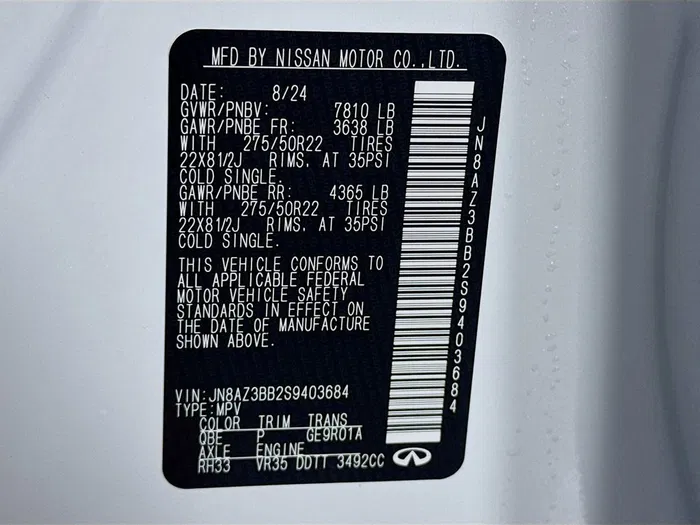 MFD BY NISSAN MOTOR CO.,LTD.
DATE: 8/24
GVWR/PNBV: 7810 LB
GAWR/PNBE FR: 3638 LB
WITH 275/50R22 TIRES
22X81/2J RIMS, AT 35PSI
COLD SINGLE.
GAWR/PNBE RR: 4365 LB
WITH 275/50R22 TIRES
22X81/2J RIMS, AT 35PSI
COLD SINGLE.
THIS VEHICLE CONFORMS TO
ALL APPLICABLE FEDERAL
MOTOR VEHICLE SAFETY
STANDARDS IN EFFECT ON
THE DATE OF MANUFACTURE
SHOWN ABOVE.
VIN:JN8AZ3BB2S9403684
TYPE:MPV
COLOR TRIM TRANS
QBE P GE9R01A
AXLE ENGINE
RH33 VR35 DDTT 3492CC
JN8AZ3BB2S9403684